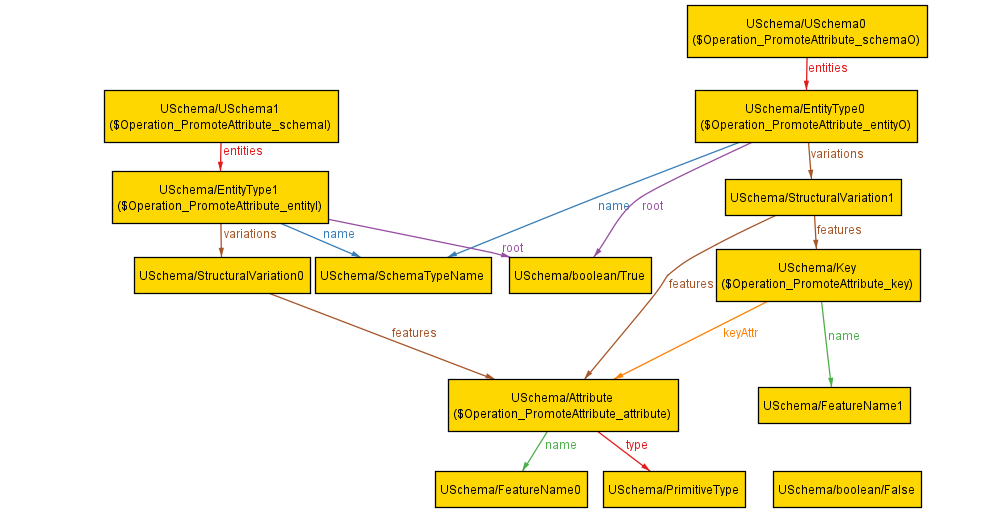 USchema/USchema0
($Operation_PromoteAttribute_schemaO)
entities
USchema/USchema1
($Operation_PromoteAttribute_schemaI)
USchema/EntityType0
($Operation_PromoteAttribute_entityO)
entities
variations
USchema/EntityType1
($Operation_PromoteAttribute_entityI)
USchema/StructuralVariation1
name
root
variations
name
root
features
USchema/StructuralVariation0
USchema/SchemaTypeName
USchema/boolean/True
USchema/Key
($Operation_PromoteAttribute_key)
features
features
keyAttr
name
USchema/Attribute
($Operation_PromoteAttribute_attribute)
USchema/FeatureName1
name
type
USchema/FeatureName0
USchema/PrimitiveType
USchema/boolean/False